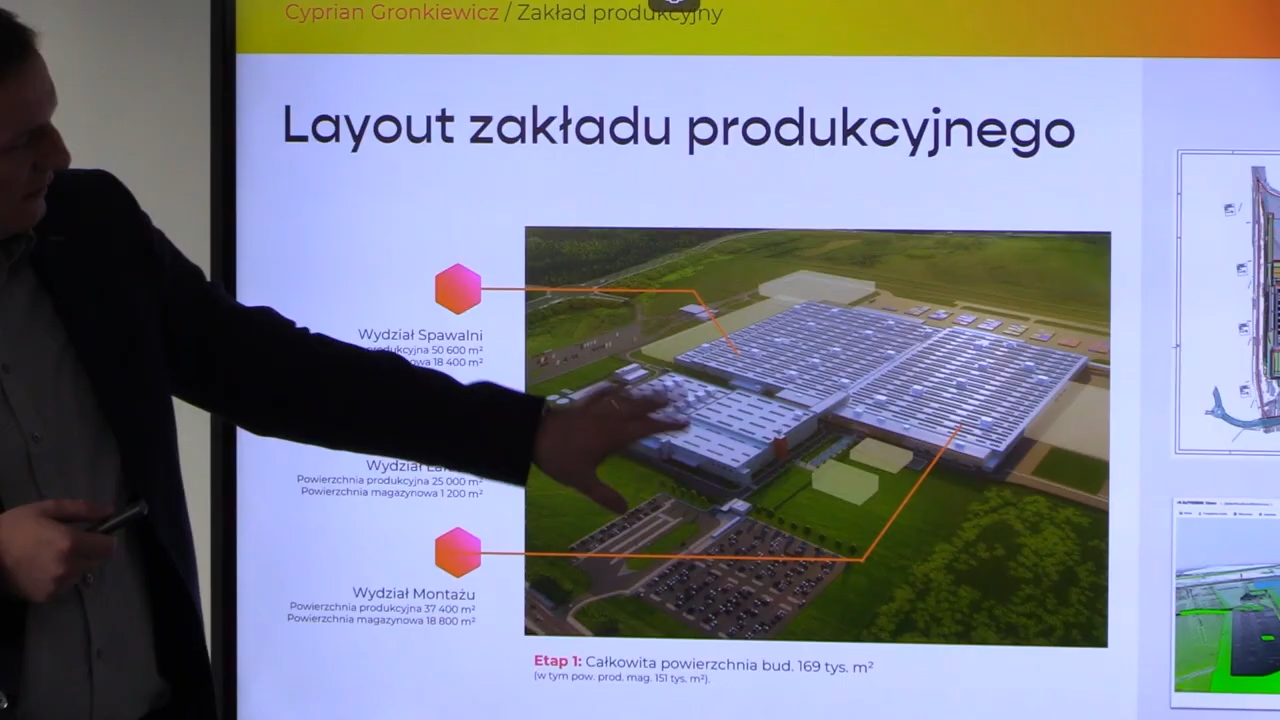 Cyprian Gronkiewicz / Zakład produkcyjny
Layout zakładu produkcyjnego
Wydział Spawalni
produkcyjna 50 600 m²
18 400 m²
Wydział
Powierzchnia produkcyjna 25 000 m²
Powierzchnia magazynowa 1 200 m²
Wydział Montażu
Powierzchnia produkcyjna 37 400 m²
Powierzchnia magazynowa 18 800 m²
Etap 1: Całkowita powierzchnia bud. 169 tys. m²
(w tym pow. prod. mag. 151 tys. m²).